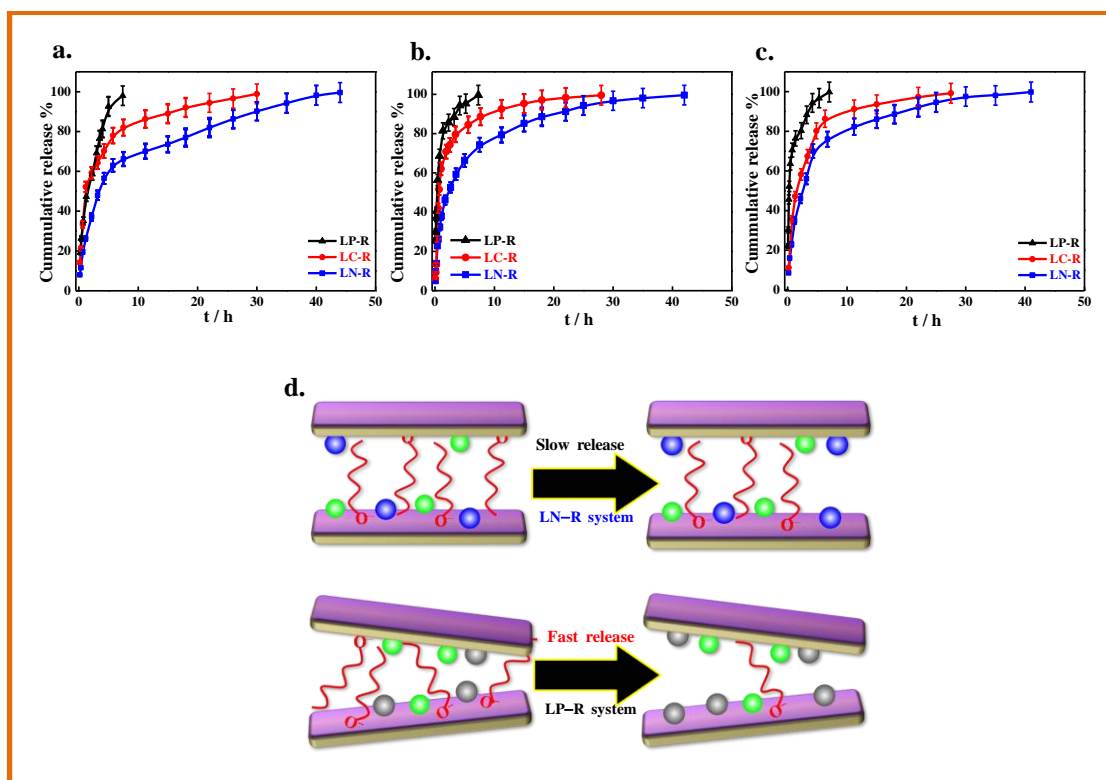 a.
b.
c.
100
80
60
40
20
0
Cummulative release %
LP-R
LC-R
LN-R
0 10 20 30 40 50
t / h
100
80
60
40
20
0
Cummulative release %
LP-R
LC-R
LN-R
0 10 20 30 40 50
t / h
100
80
60
40
20
0
Cummulative release %
LP-R
LC-R
LN-R
0 10 20 30 40 50
t / h
d.
Slow release
LN–R system
O O
O⁻ O⁻
O
O⁻ O⁻
Fast release
LP–R system
O
O⁻ O⁻ O⁻
O⁻